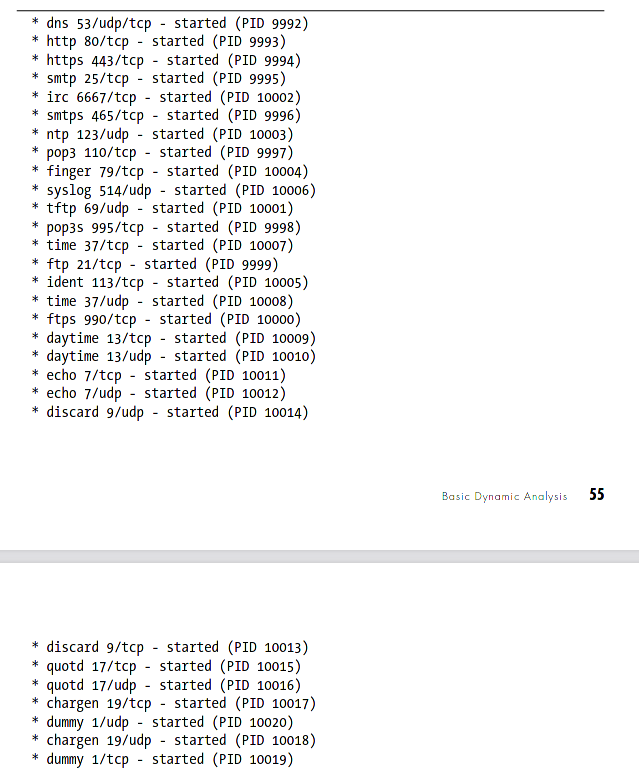 * dns 53/udp/tcp - started (PID 9992)
* http 80/tcp - started (PID 9993)
* https 443/tcp - started (PID 9994)
* smtp 25/tcp - started (PID 9995)
* irc 6667/tcp - started (PID 10002)
* smtps 465/tcp - started (PID 9996)
* ntp 123/udp - started (PID 10003)
* pop3 110/tcp - started (PID 9997)
* finger 79/tcp - started (PID 10004)
* syslog 514/udp - started (PID 10006)
* tftp 69/udp - started (PID 10001)
* pop3s 995/tcp - started (PID 9998)
* time 37/tcp - started (PID 10007)
* ftp 21/tcp - started (PID 9999)
* ident 113/tcp - started (PID 10005)
* time 37/udp - started (PID 10008)
* ftps 990/tcp - started (PID 10000)
* daytime 13/tcp - started (PID 10009)
* daytime 13/udp - started (PID 10010)
* echo 7/tcp - started (PID 10011)
* echo 7/udp - started (PID 10012)
* discard 9/udp - started (PID 10014)
Basic Dynamic Analysis 55
* discard 9/tcp - started (PID 10013)
* quotd 17/tcp - started (PID 10015)
* quotd 17/udp - started (PID 10016)
* chargen 19/tcp - started (PID 10017)
* dummy 1/udp - started (PID 10020)
* chargen 19/udp - started (PID 10018)
* dummy 1/tcp - started (PID 10019)